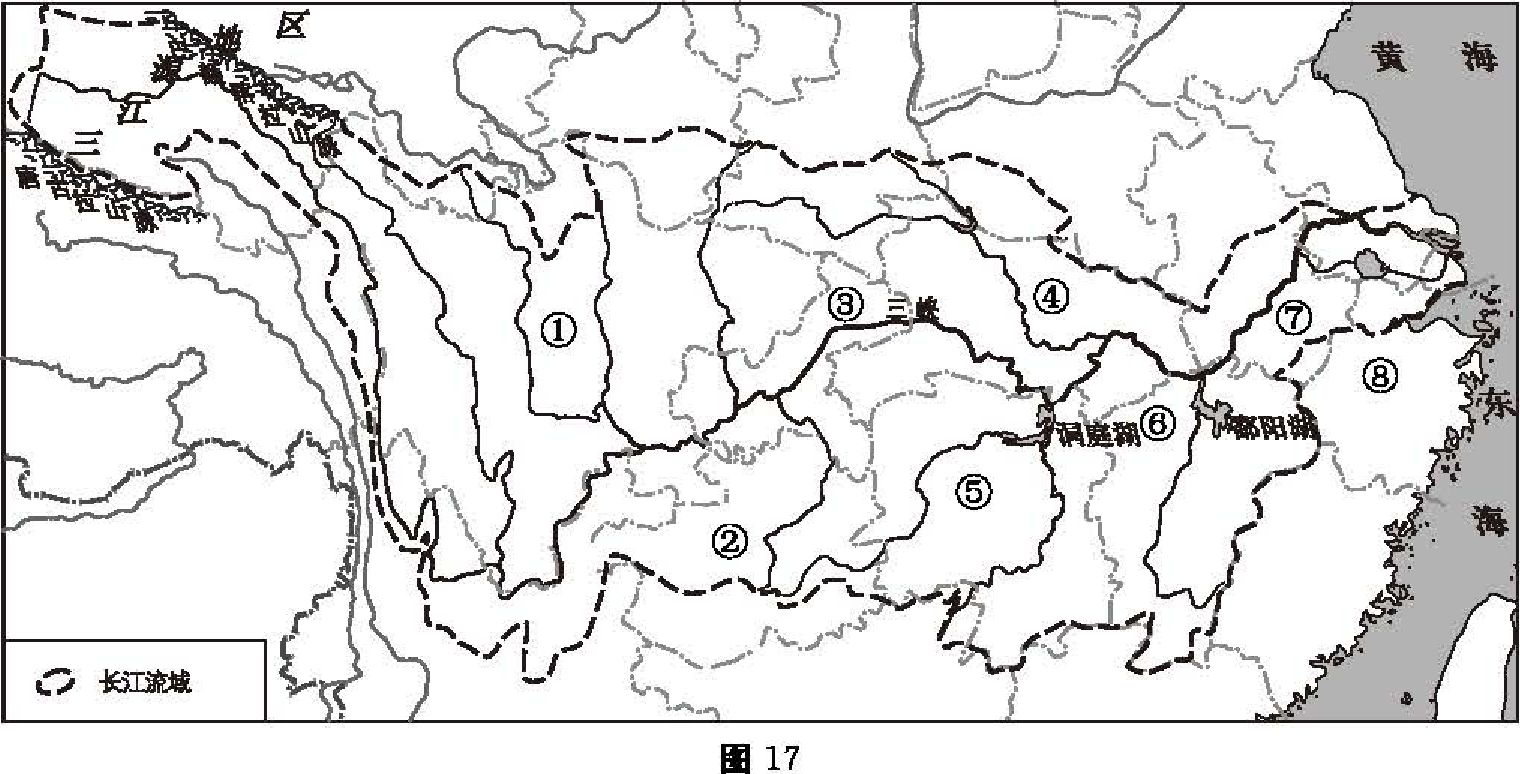 黄海
三江源区
巴颜喀拉山脉
唐古拉山脉
①
②
③
三峡
④
⑤
⑥
⑦
⑧
洞庭湖
鄱阳湖
东海
长江流域
图 17